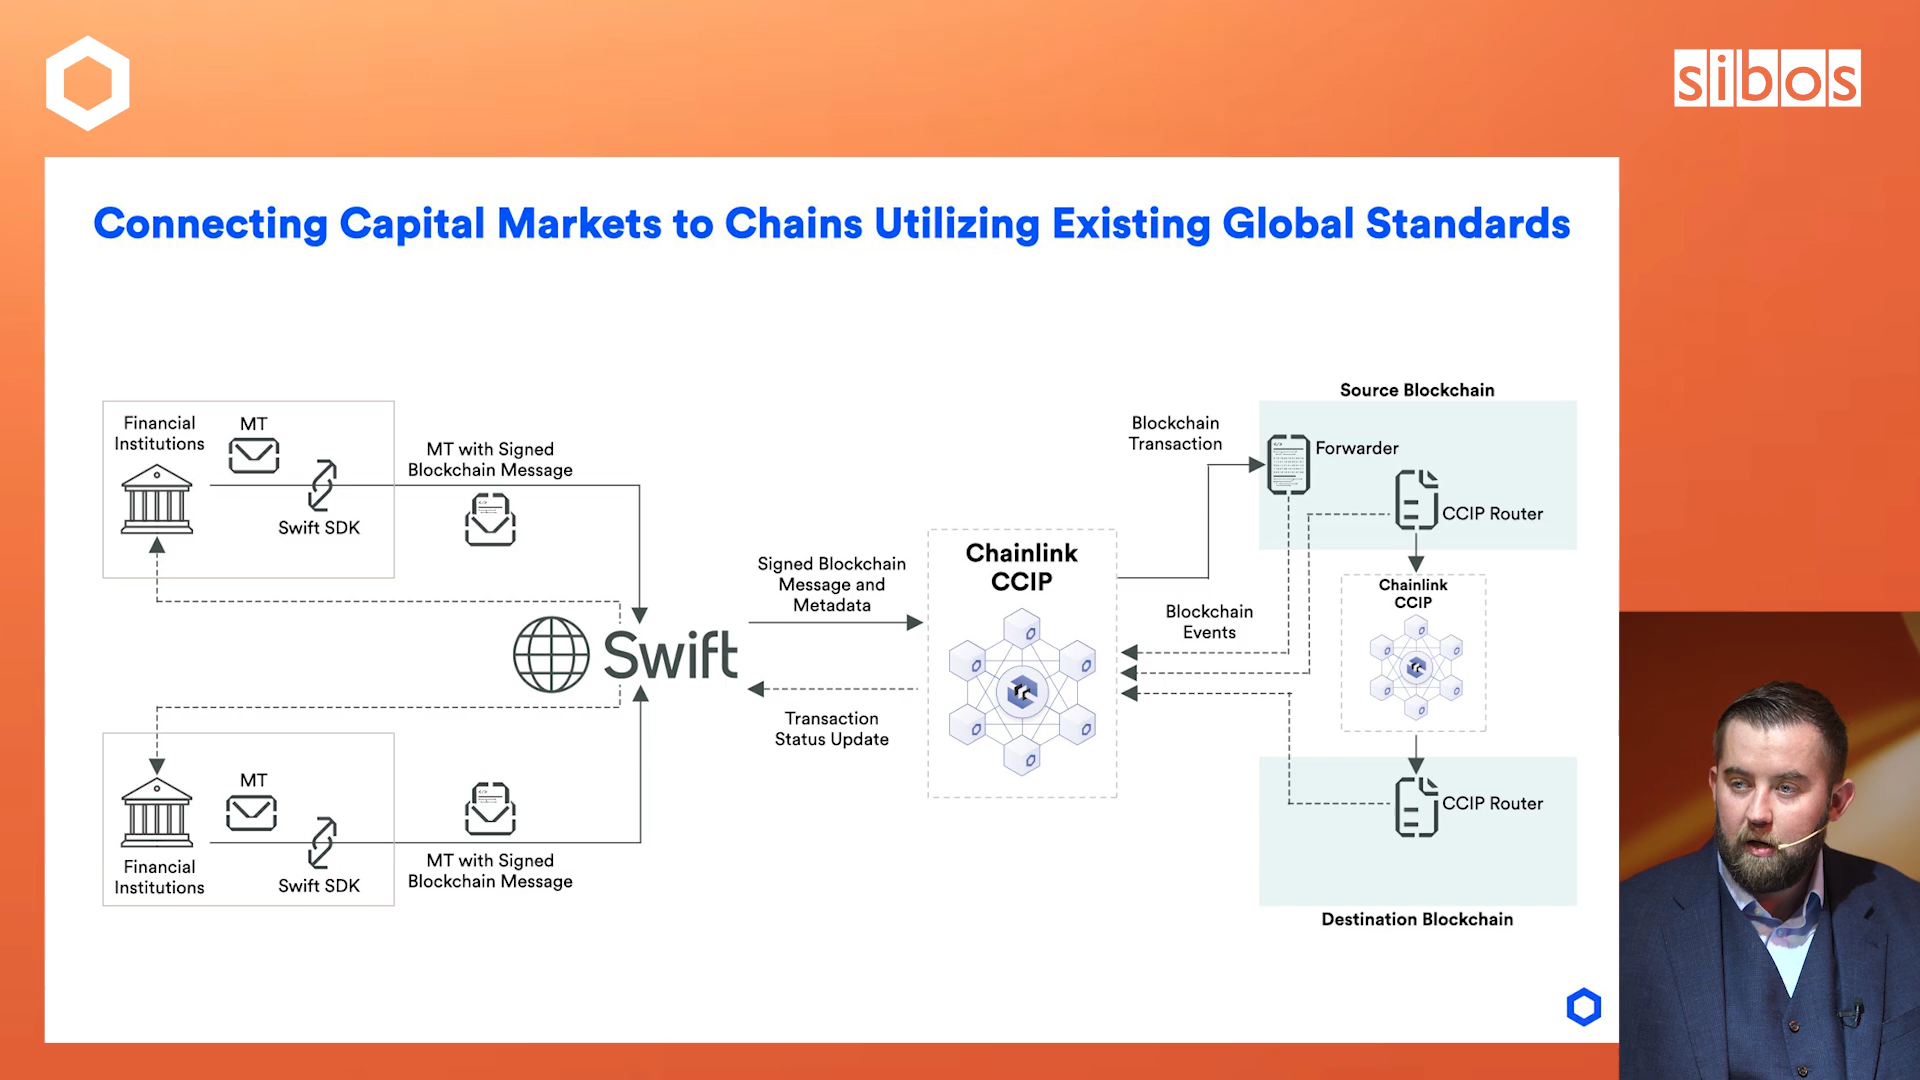 sibos
Connecting Capital Markets to Chains Utilizing Existing Global Standards
Financial
Institutions
MT
Swift SDK
MT with Signed
Blockchain Message
Swift
Financial
Institutions
MT
Swift SDK
MT with Signed
Blockchain Message
Signed Blockchain
Message and
Metadata
Transaction
Status Update
Chainlink
CCIP
Blockchain
Transaction
Blockchain
Events
Source Blockchain
Forwarder
CCIP Router
Chainlink
CCIP
CCIP Router
Destination Blockchain